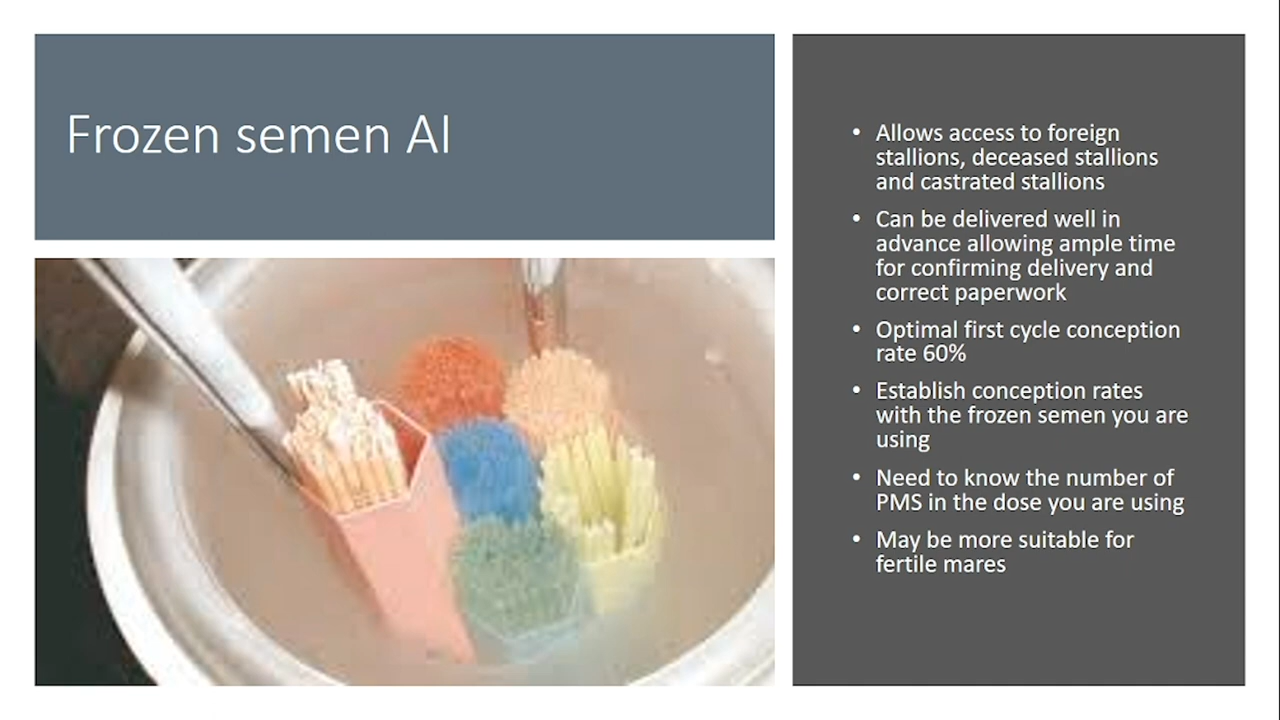 Frozen semen AI
• Allows access to foreign
stallions, deceased stallions
and castrated stallions
• Can be delivered well in
advance allowing ample time
for confirming delivery and
correct paperwork
• Optimal first cycle conception
rate 60%
• Establish conception rates
with the frozen semen you are
using
• Need to know the number of
PMS in the dose you are using
• May be more suitable for
fertile mares